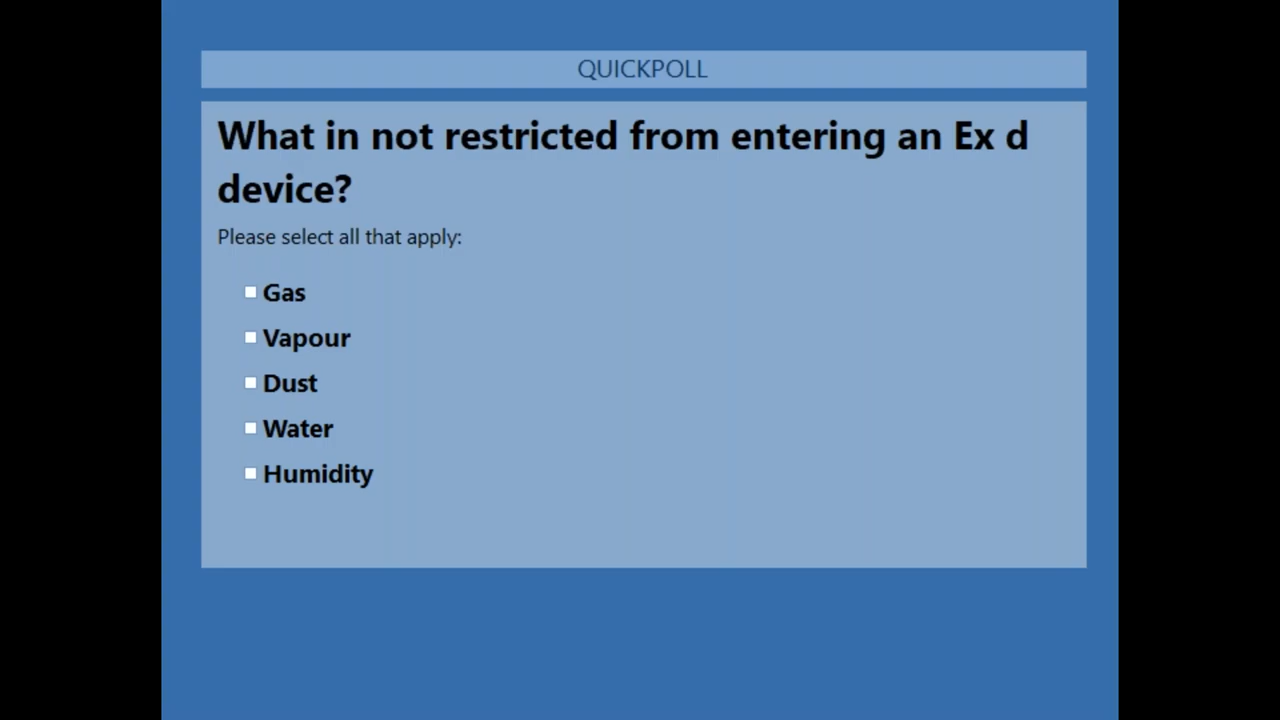 QUICKPOLL
What in not restricted from entering an Ex d
device?
Please select all that apply:
Gas
Vapour
Dust
Water
Humidity